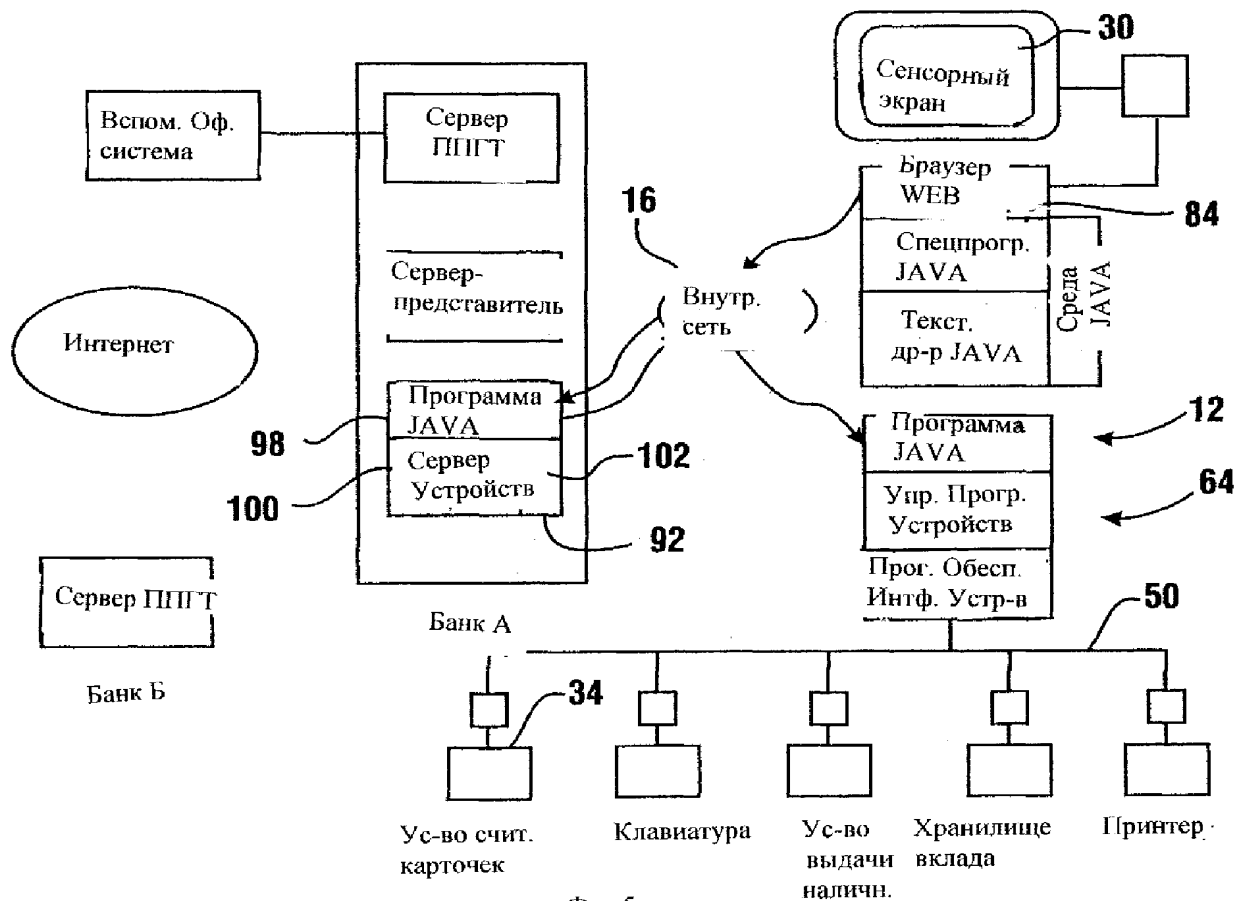 30
Сенсорный
экран
Вспом. Оф.
система
Сервер
ППГТ
Браузер
WEB
84
16
Спецпрогр.
JAVA
Сервер-
представитель
Внутр.
сеть
Текст.
др-р JAVA
Среда
JAVA
Интернет
Программа
JAVA
98
Программа
JAVA
12
Сервер
Устройств
102
100
Упр. Прогр.
Устройств
64
92
Сервер ППГТ
Прог. Обесп.
Интф. Устр-в
50
Банк А
Банк Б
34
Ус-во счит.
карточек
Клавиатура
Ус-во
выдачи
наличн.
Хранилище
вклада
Принтер